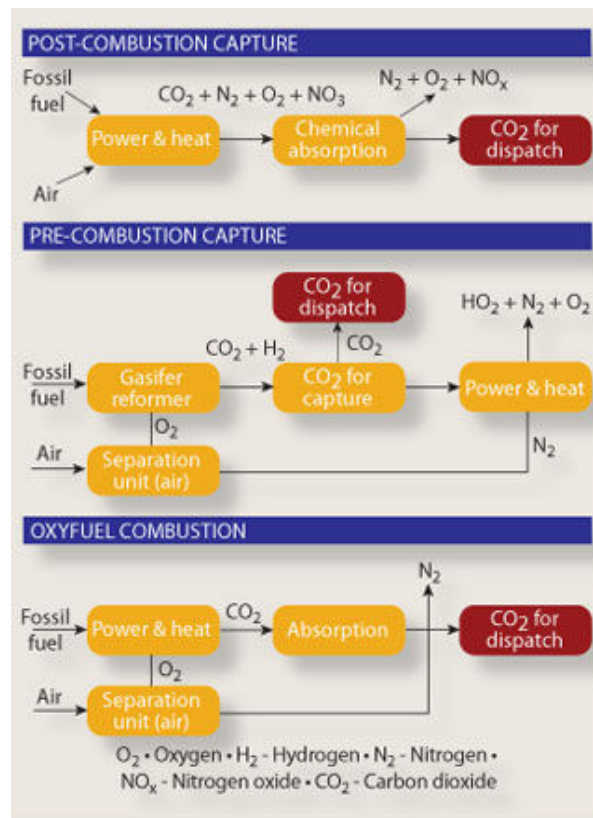 POST-COMBUSTION CAPTURE
Fossil
fuel
CO₂ + N₂ + O₂ + NO₃
N₂ + O₂ + NOₓ
Power & heat
Chemical
absorption
CO₂ for
dispatch
Air
PRE-COMBUSTION CAPTURE
CO₂ for
dispatch
HO₂ + N₂ + O₂
CO₂ + H₂
CO₂
Fossil
fuel
Gasifer
reformer
CO₂ for
capture
Power & heat
O₂
N₂
Air
Separation
unit (air)
OXYFUEL COMBUSTION
N₂
Fossil
fuel
Power & heat
CO₂
Absorption
CO₂ for
dispatch
O₂
Air
Separation
unit (air)
O₂ • Oxygen • H₂ - Hydrogen • N₂ - Nitrogen •
NOₓ - Nitrogen oxide • CO₂ - Carbon dioxide